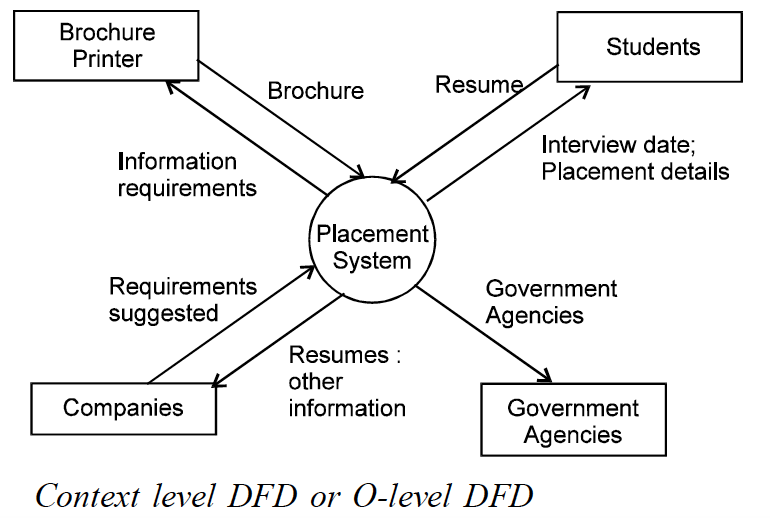 Brochure
Printer
Students
Brochure
Resume
Information
requirements
Interview date;
Placement details
Placement
System
Requirements
suggested
Government
Agencies
Resumes :
other
information
Companies
Government
Agencies
Context level DFD or O-level DFD